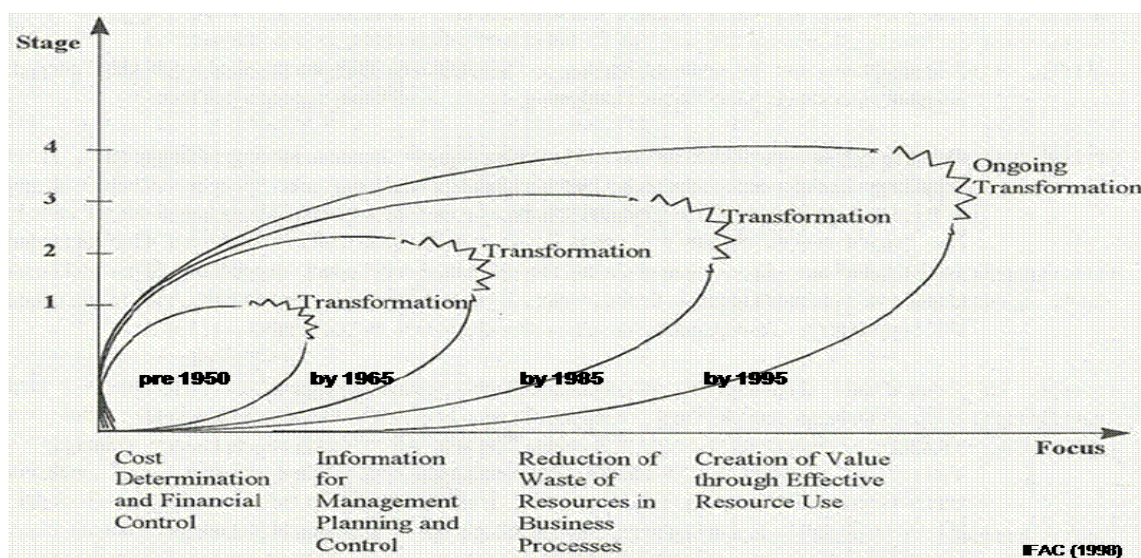 Stage
4
Ongoing
Transformation
3
Transformation
2
Transformation
1
Transformation
pre 1950
by 1965
by 1985
by 1995
Focus
Cost
Determination
and Financial
Control
Information
for
Management
Planning and
Control
Reduction of
Waste of
Resources in
Business
Processes
Creation of Value
through Effective
Resource Use
IFAC (1998)